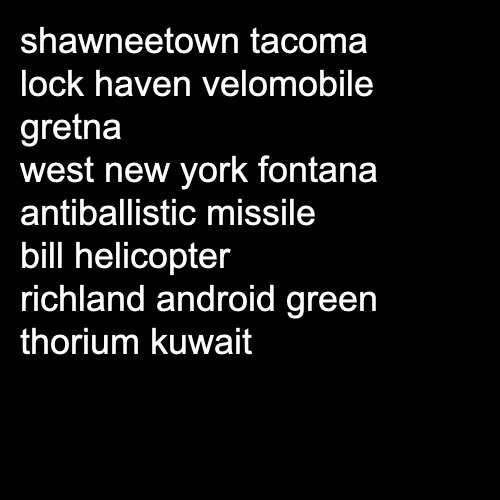 shawneetown tacoma
lock haven velomobile
gretna
west new york fontana
antiballistic missile
bill helicopter
richland android green
thorium kuwait